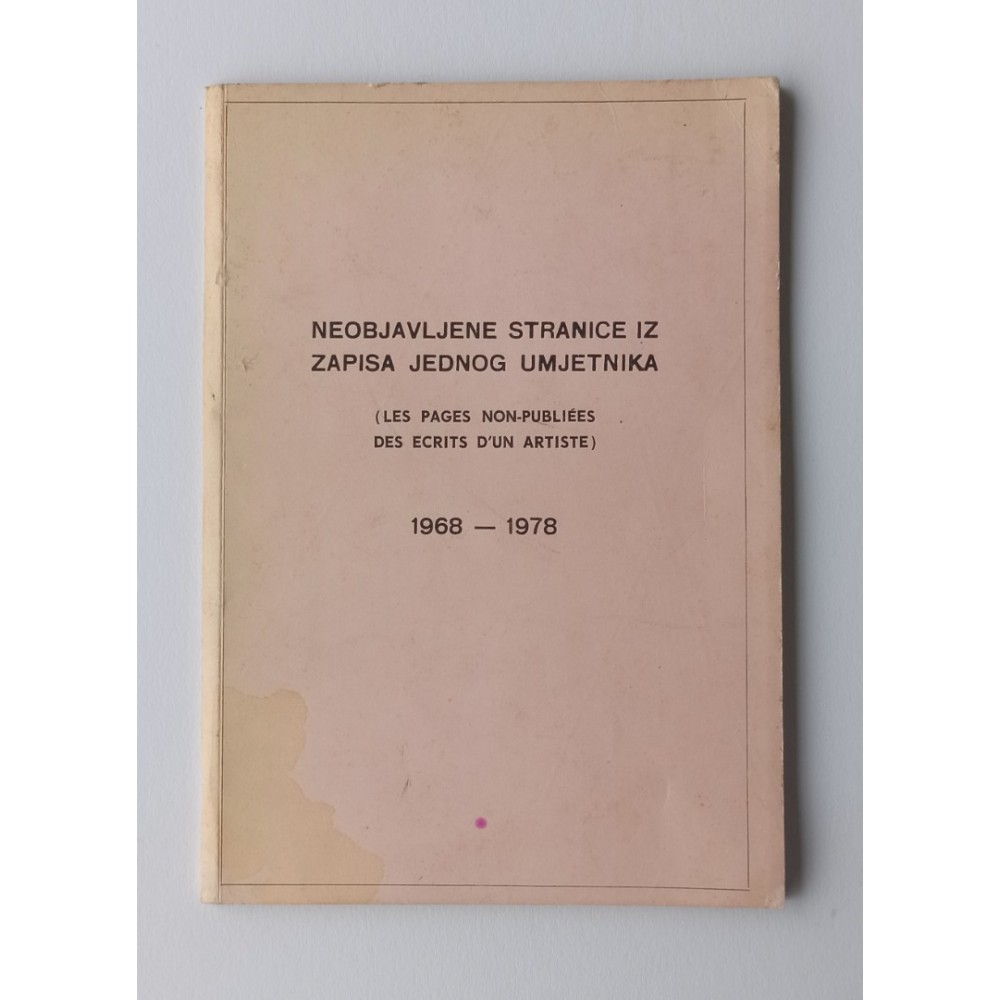 NEOBJAVLJENE STRANICE IZ
ZAPISA JEDNOG UMJETNIKA
(LES PAGES NON-PUBLIÉES
DES ECRITS D'UN ARTISTE)
1968 — 1978